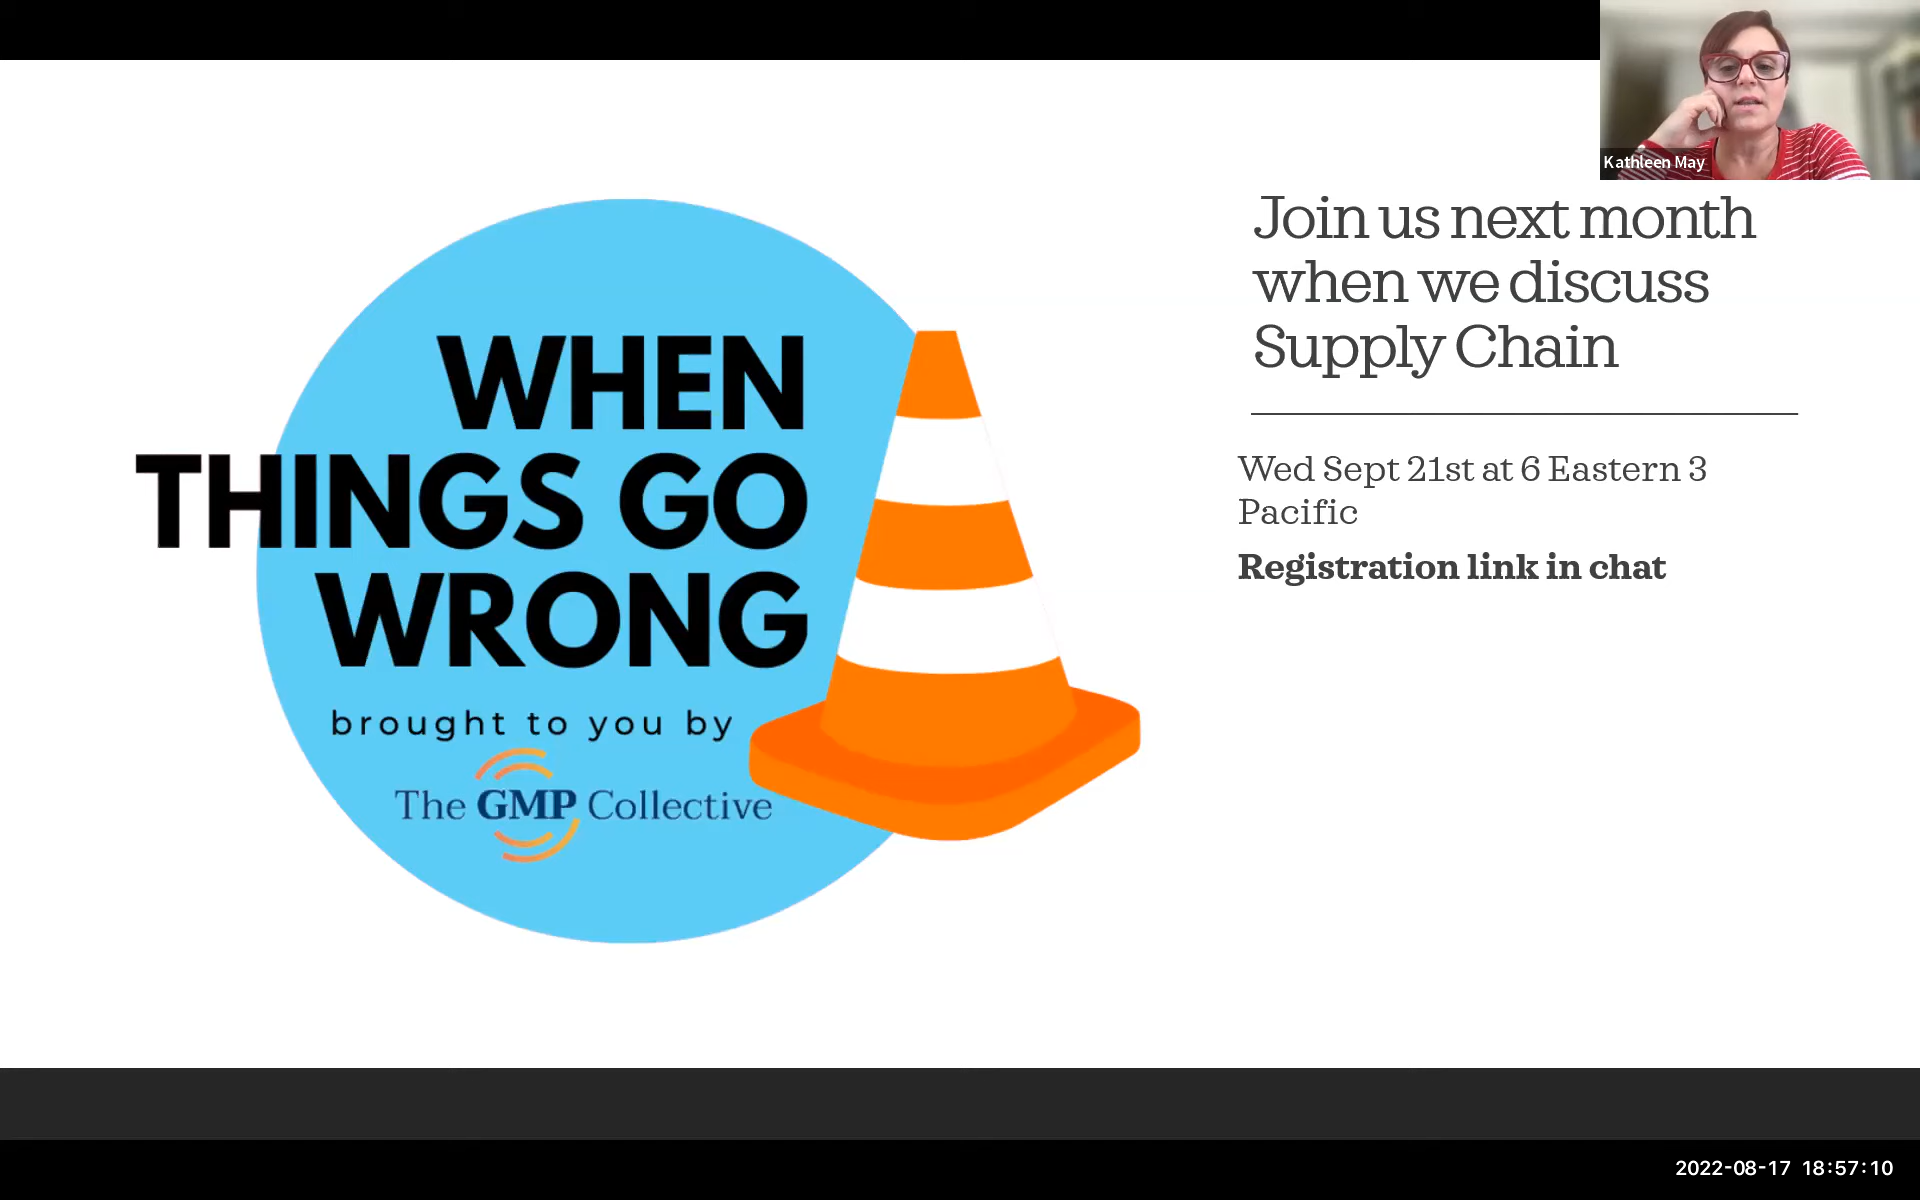 Kathleen May
Join us next month
when we discuss
Supply Chain
Wed Sept 21st at 6 Eastern 3
Pacific
Registration link in chat
WHEN
THINGS GO
WRONG
brought to you by
The GMP Collective
2022-08-17 18:57:10